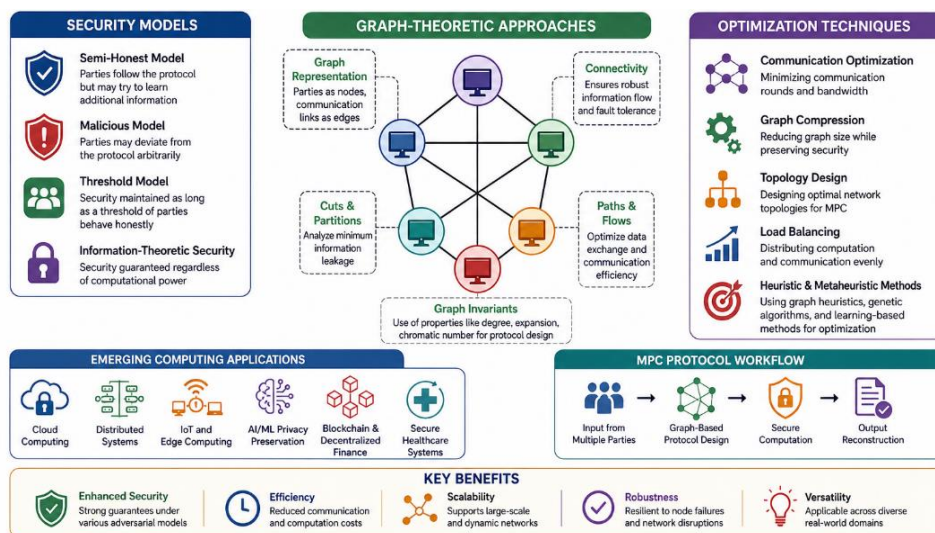 SECURITY MODELS
Semi-Honest Model
Parties follow the protocol
but may try to learn
additional information
Malicious Model
Parties may deviate from
the protocol arbitrarily
Threshold Model
Security maintained as long
as a threshold of parties
behave honestly
Information-Theoretic Security
Security guaranteed regardless
of computational power
GRAPH-THEORETIC APPROACHES
Graph
Representation
Parties as nodes,
communication
links as edges
Connectivity
Ensures robust
information flow
and fault tolerance
Cuts &
Partitions
Analyze minimum
information
leakage
Paths &
Flows
Optimize data
exchange and
communication
efficiency
Graph Invariants
Use of properties like degree, expansion,
chromatic number for protocol design
OPTIMIZATION TECHNIQUES
Communication Optimization
Minimizing communication
rounds and bandwidth
Graph Compression
Reducing graph size while
preserving security
Topology Design
Designing optimal network
topologies for MPC
Load Balancing
Distributing computation
and communication evenly
Heuristic & Metaheuristic Methods
Using graph heuristics, genetic
algorithms, and learning-based
methods for optimization
EMERGING COMPUTING APPLICATIONS
Cloud
Computing
Distributed
Systems
IoT and
Edge Computing
AI/ML Privacy
Preservation
Blockchain &
Decentralized
Finance
Secure
Healthcare
Systems
MPC PROTOCOL WORKFLOW
Input from
Multiple Parties
Graph-Based
Protocol Design
Secure
Computation
Output
Reconstruction
KEY BENEFITS
Enhanced Security
Strong guarantees under
various adversarial models
Efficiency
Reduced communication
and computation costs
Scalability
Supports large-scale
and dynamic networks
Robustness
Resilient to node failures
and network disruptions
Versatility
Applicable across diverse
real-world domains